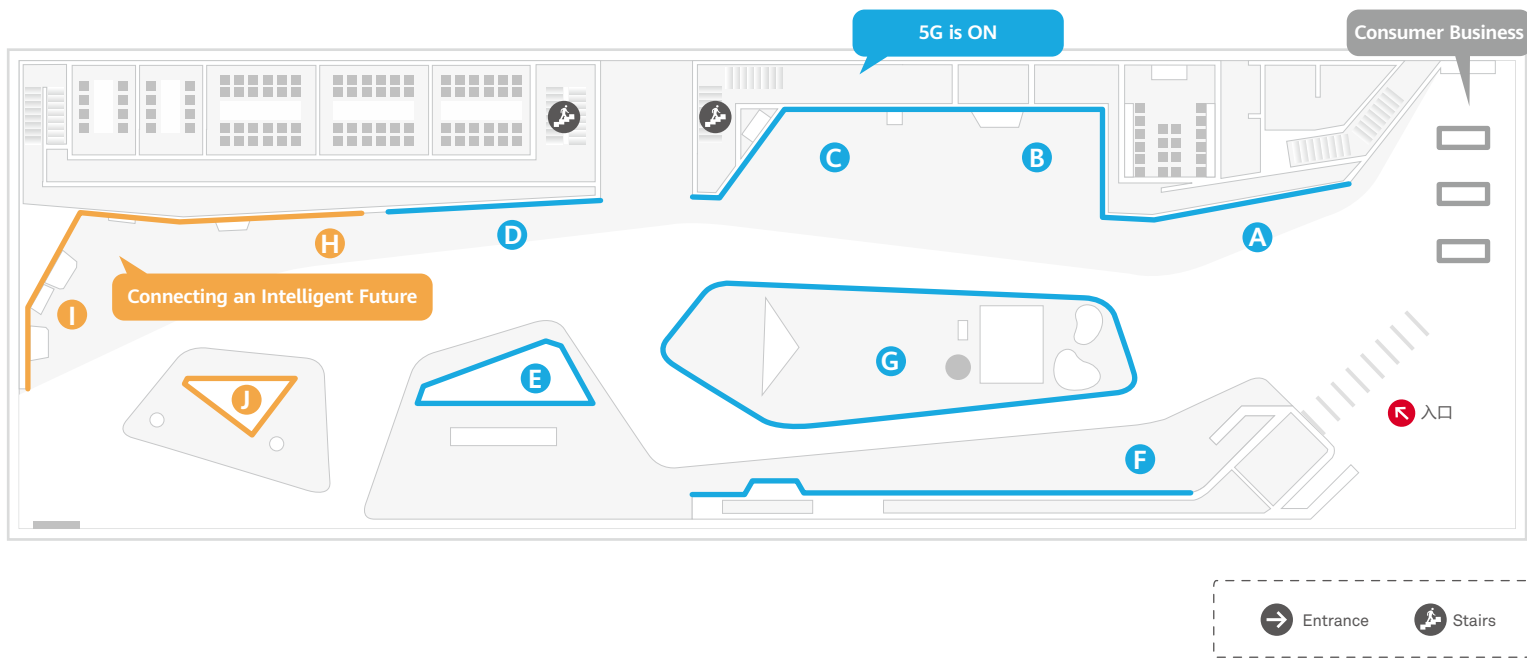 5G is ON
Consumer Business
C
B
A
D
H
Connecting an Intelligent Future
I
G
E
J
入口
F
Entrance
Stairs